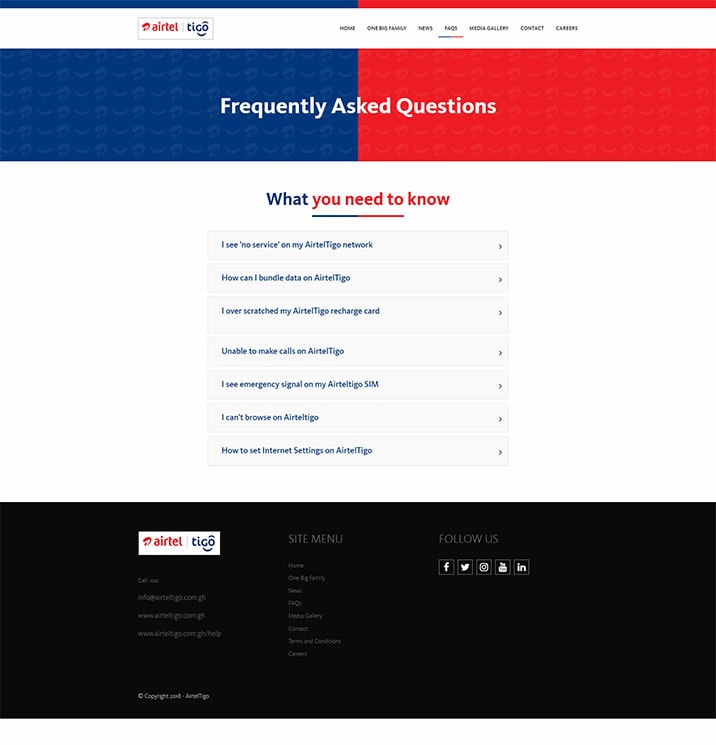 airtel tigo
HOME ONE BIG FAMILY NEWS FAQS MEDIA GALLERY CONTACT CAREERS
Frequently Asked Questions
What you need to know
I see 'no service' on my AirtelTigo network
How can I bundle data on AirtelTigo
I over scratched my AirtelTigo recharge card
Unable to make calls on AirtelTigo
I see emergency signal on my Airteltigo SIM
I can't browse on Airteltigo
How to set Internet Settings on AirtelTigo
airtel tigo
Call: 100
info@airteltigo.com.gh
www.airteltigo.com.gh
www.airteltigo.com.gh/help
SITE MENU
Home
One Big Family
News
FAQs
Media Gallery
Contact
Terms and Conditions
Careers
FOLLOW US
© Copyright 2018 - AirtelTigo